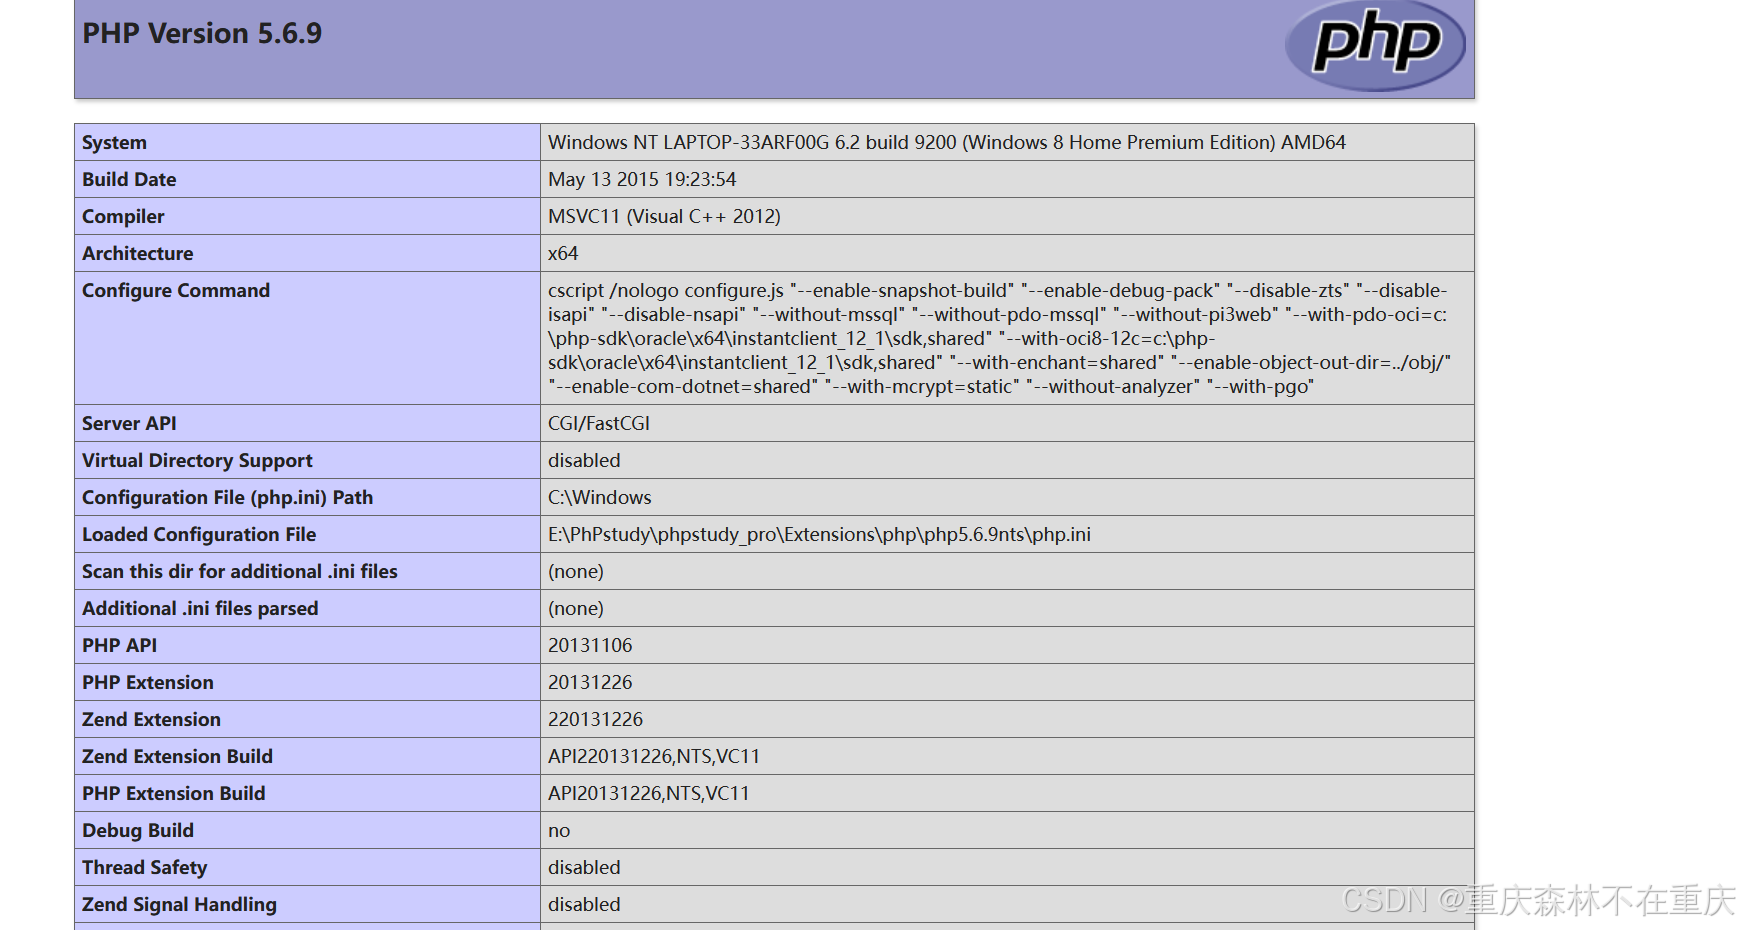 PHP Version 5.6.9
php
System
Windows NT LAPTOP-33ARF00G 6.2 build 9200 (Windows 8 Home Premium Edition) AMD64
Build Date
May 13 2015 19:23:54
Compiler
MSVC11 (Visual C++ 2012)
Architecture
x64
Configure Command
cscript /nologo configure.js "--enable-snapshot-build" "--enable-debug-pack" "--disable-zts" "--disable-
isapi" "--disable-nsapi" "--without-mssql" "--without-pdo-mssql" "--without-pi3web" "--with-pdo-oci=c:
\php-sdk\oracle\x64\instantclient_12_1\sdk,shared" "--with-oci8-12c=c:\php-
sdk\oracle\x64\instantclient_12_1\sdk,shared" "--with-enchant=shared" "--enable-object-out-dir=../obj/"
"--enable-com-dotnet=shared" "--with-mcrypt=static" "--without-analyzer" "--with-pgo"
Server API
CGI/FastCGI
Virtual Directory Support
disabled
Configuration File (php.ini) Path
C:\Windows
Loaded Configuration File
E:\PhPstudy\phpstudy_pro\Extensions\php\php5.6.9nts\php.ini
Scan this dir for additional .ini files
(none)
Additional .ini files parsed
(none)
PHP API
20131106
PHP Extension
20131226
Zend Extension
220131226
Zend Extension Build
API220131226,NTS,VC11
PHP Extension Build
API20131226,NTS,VC11
Debug Build
no
Thread Safety
disabled
Zend Signal Handling
disabled
CSDN @重庆森林不在重庆